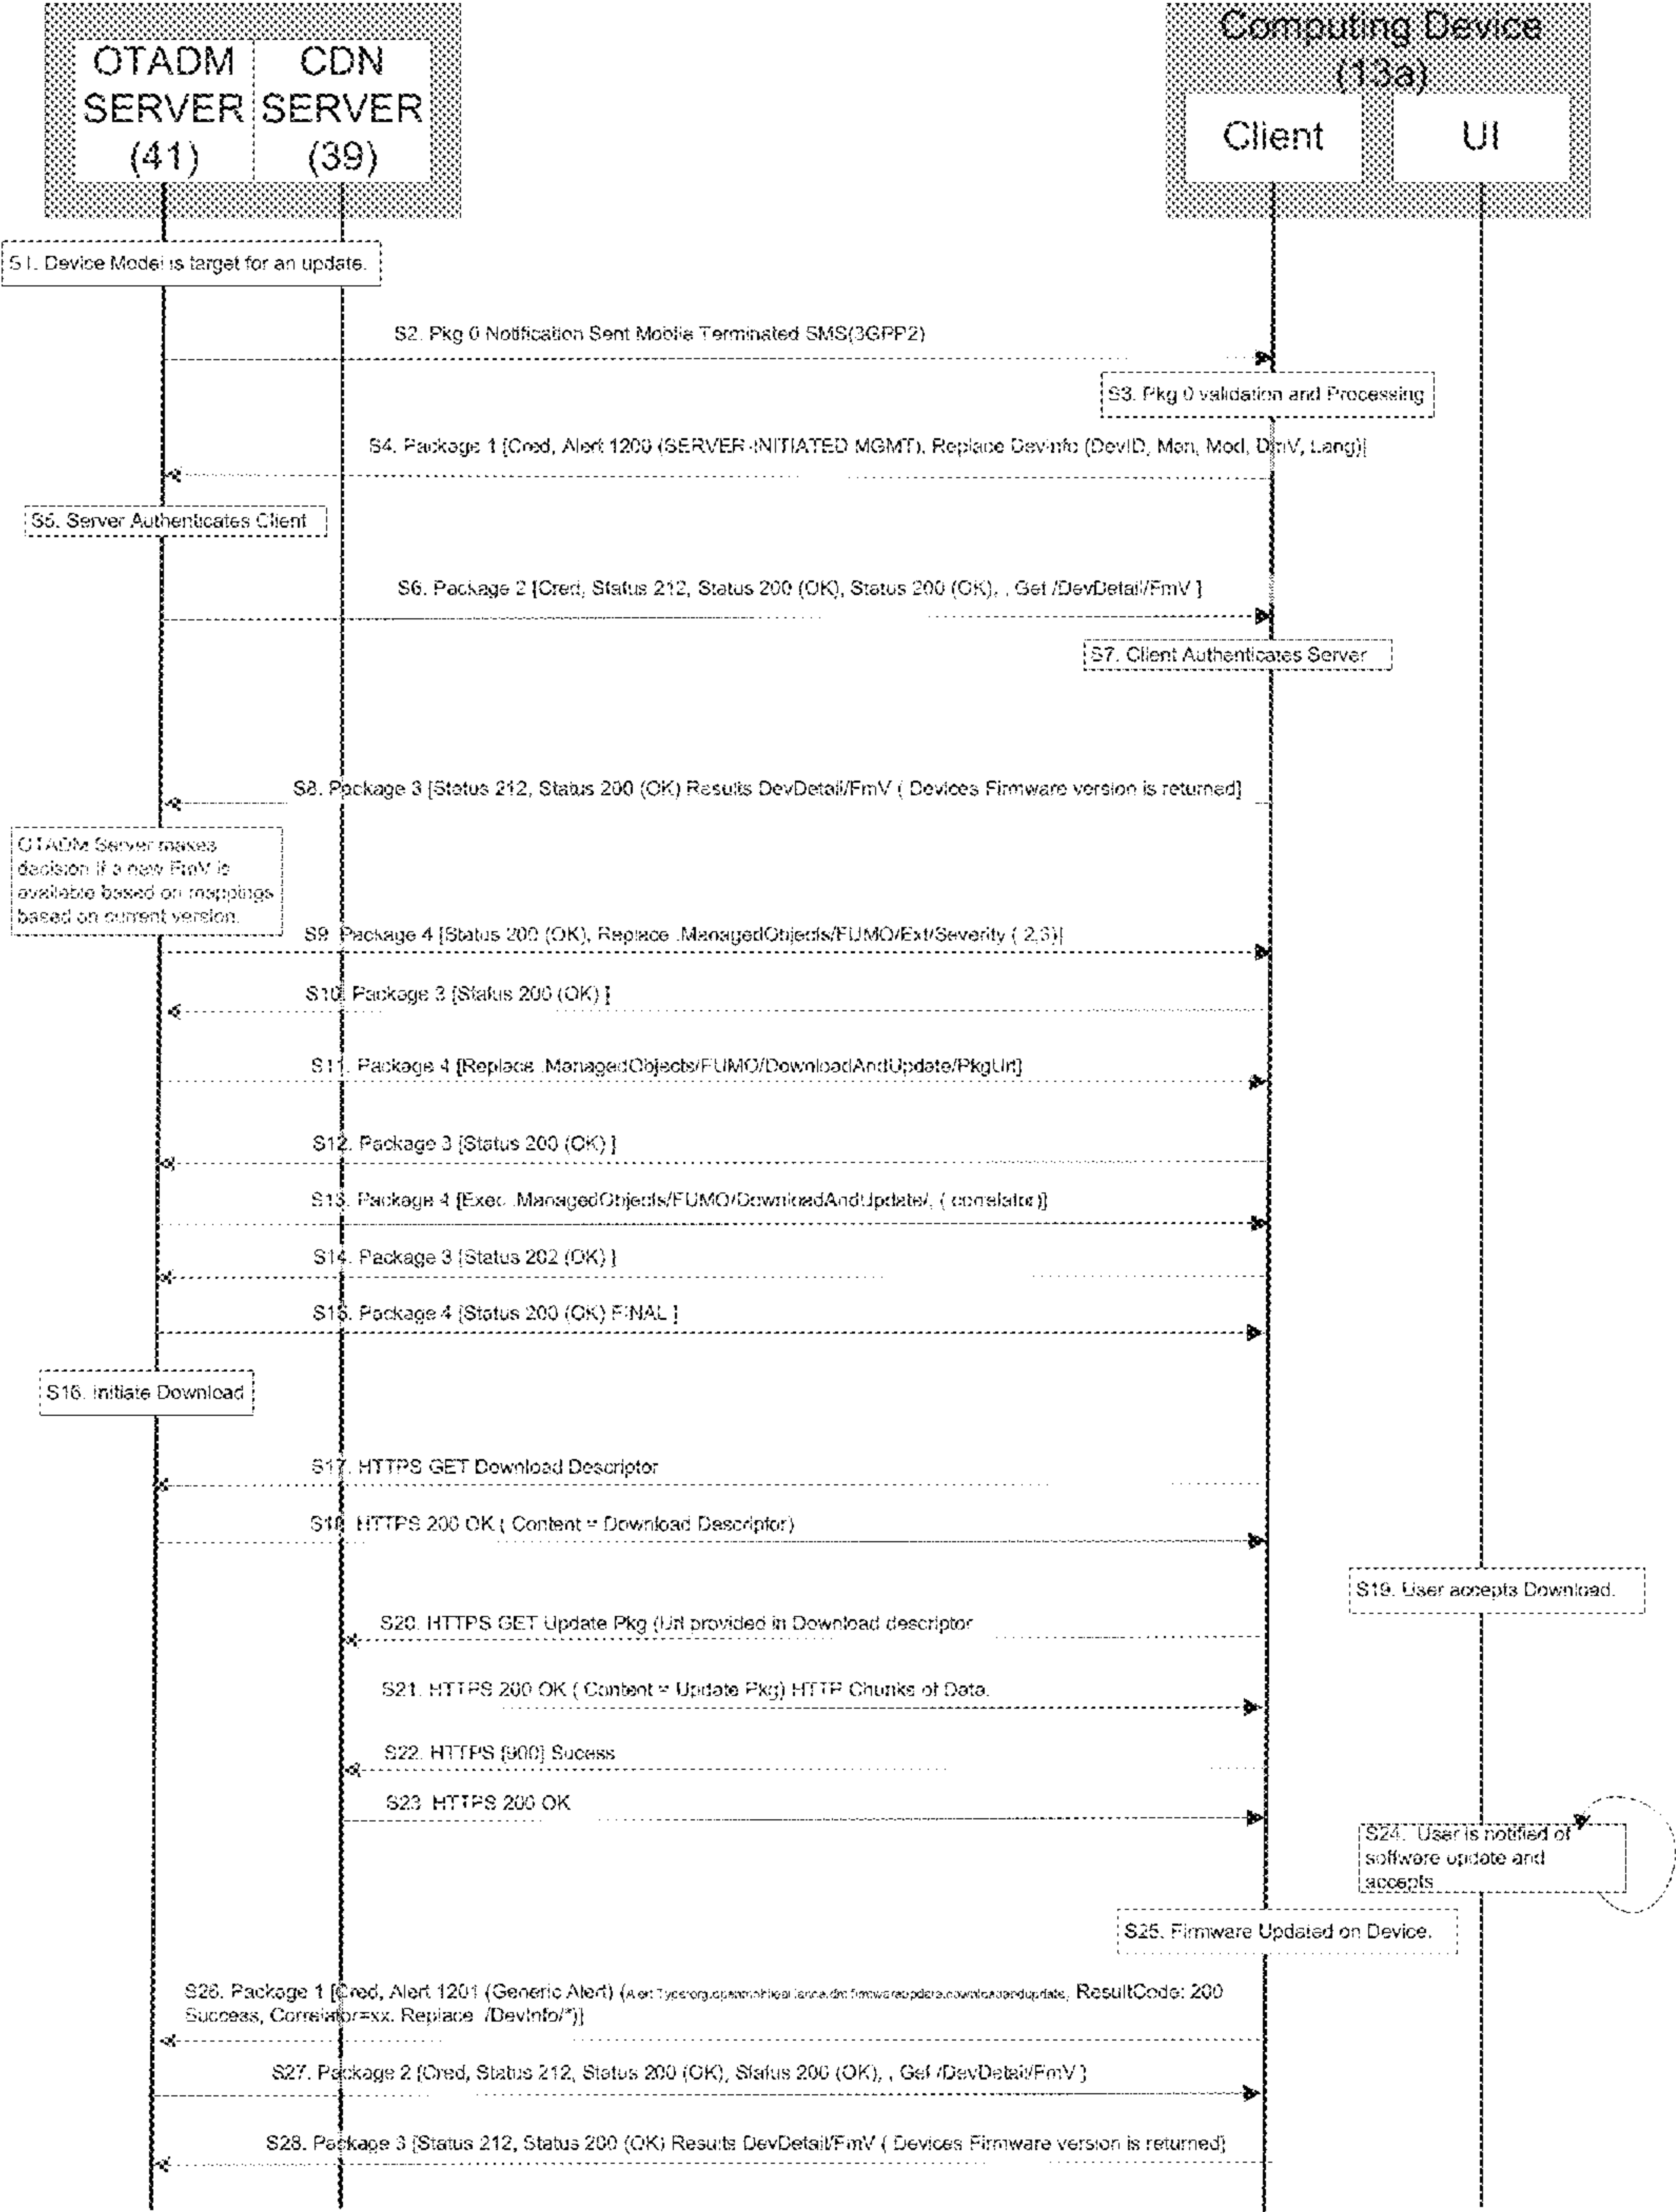 OTADM SERVER (41)
CDN SERVER (39)
Computing Device
(13a)
Client
UI
S1. Device Model is target for an update.
S2. Pkg 0 Notification Sent Moblie Terminated SMS(3GPP2)
S3. Pkg 0 validation and Processing
S4. Package 1 [Cred, Alert 1200 (SERVER-INITIATED MGMT), Replace DevInfo (DevID, Man, Mod, DmV, Lang)]
S5. Server Authenticates Client
S6. Package 2 [Cred, Status 212, Status 200 (OK), Status 200 (OK), , Get /DevDetail/FmV ]
S7. Client Authenticates Server
S8. Package 3 [Status 212, Status 200 (OK) Results DevDetail/FmV ( Devices Firmware version is returned]
OTADM Server makes
decision if a new FmV is
available based on mappings
based on current version.
S9. Package 4 [Status 200 (OK), Replace .ManagedObjects/FUMO/Ext/Severity ( 2,3)]
S10. Package 3 [Status 200 (OK) ]
S11. Package 4 [Replace .ManagedObjects/FUMO/DownloadAndUpdate/PkgUrl]
S12. Package 3 [Status 200 (OK) ]
S13. Package 4 [Exec .ManagedObjects/FUMO/DownloadAndUpdate/, ( correlator)]
S14. Package 3 [Status 202 (OK) ]
S15. Package 4 [Status 200 (OK) FINAL ]
S16. Initiate Download
S17. HTTPS GET Download Descriptor
S18. HTTPS 200 OK ( Content = Download Descriptor)
S19. User accepts Download.
S20. HTTPS GET Update Pkg (Url provided in Download descriptor
S21. HTTPS 200 OK ( Content = Update Pkg) HTTP Chunks of Data.
S22. HTTPS [900] Sucess
S23. HTTPS 200 OK
S24. User is notified of
software update and
accepts
S25. Firmware Updated on Device.
S26. Package 1 [Cred, Alert 1201 (Generic Alert) ( ResultCode: 200
Success, Correlator=xx. Replace ./DevInfo/*)]
S27. Package 2 [Cred, Status 212, Status 200 (OK), Status 200 (OK), , Get /DevDetail/FmV ]
S28. Package 3 [Status 212, Status 200 (OK) Results DevDetail/FmV ( Devices Firmware version is returned]